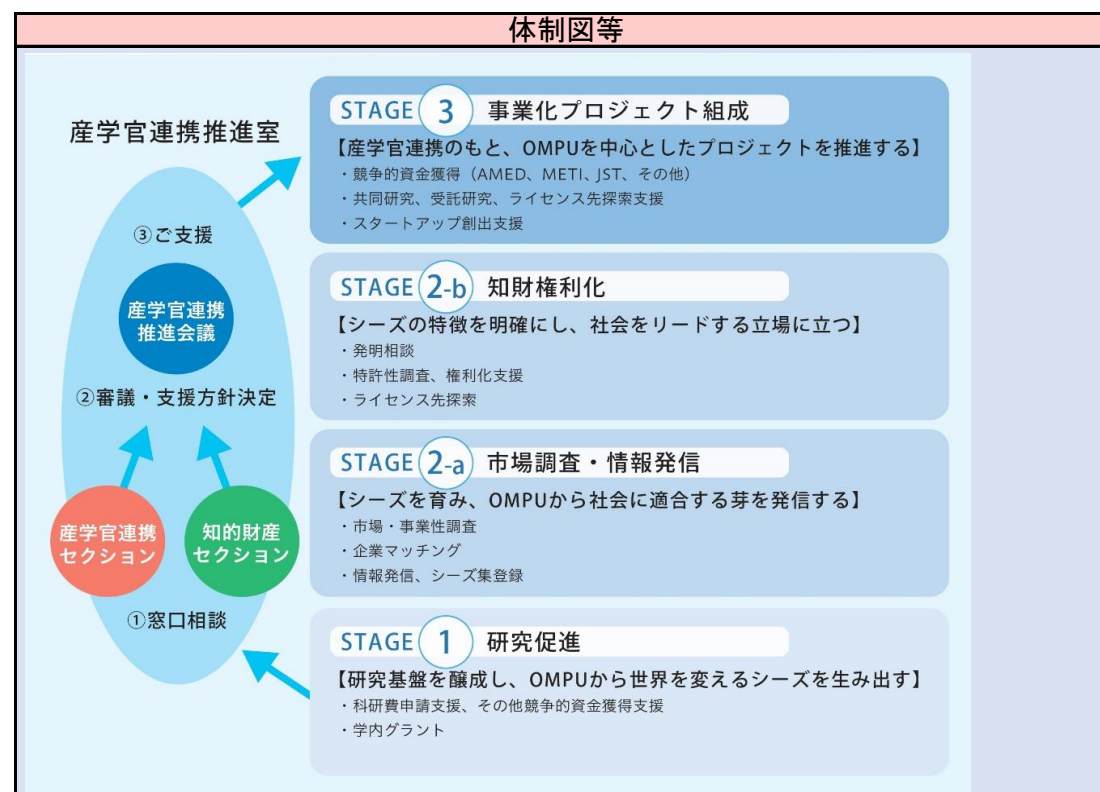 体制図等
産学官連携推進室
③ご支援
産学官連携
推進会議
②審議・支援方針決定
産学官連携
セクション
知的財産
セクション
①窓口相談
STAGE 3 事業化プロジェクト組成
【産学官連携のもと、OMPUを中心としたプロジェクトを推進する】
・競争的資金獲得（AMED、METI、JST、その他）
・共同研究、受託研究、ライセンス先探索支援
・スタートアップ創出支援
STAGE 2-b 知財権利化
【シーズの特徴を明確にし、社会をリードする立場に立つ】
・発明相談
・特許性調査、権利化支援
・ライセンス先探索
STAGE 2-a 市場調査・情報発信
【シーズを育み、OMPUから社会に適合する芽を発信する】
・市場・事業性調査
・企業マッチング
・情報発信、シーズ集登録
STAGE 1 研究促進
【研究基盤を醸成し、OMPUから世界を変えるシーズを生み出す】
・科研費申請支援、その他競争的資金獲得支援
・学内グラント